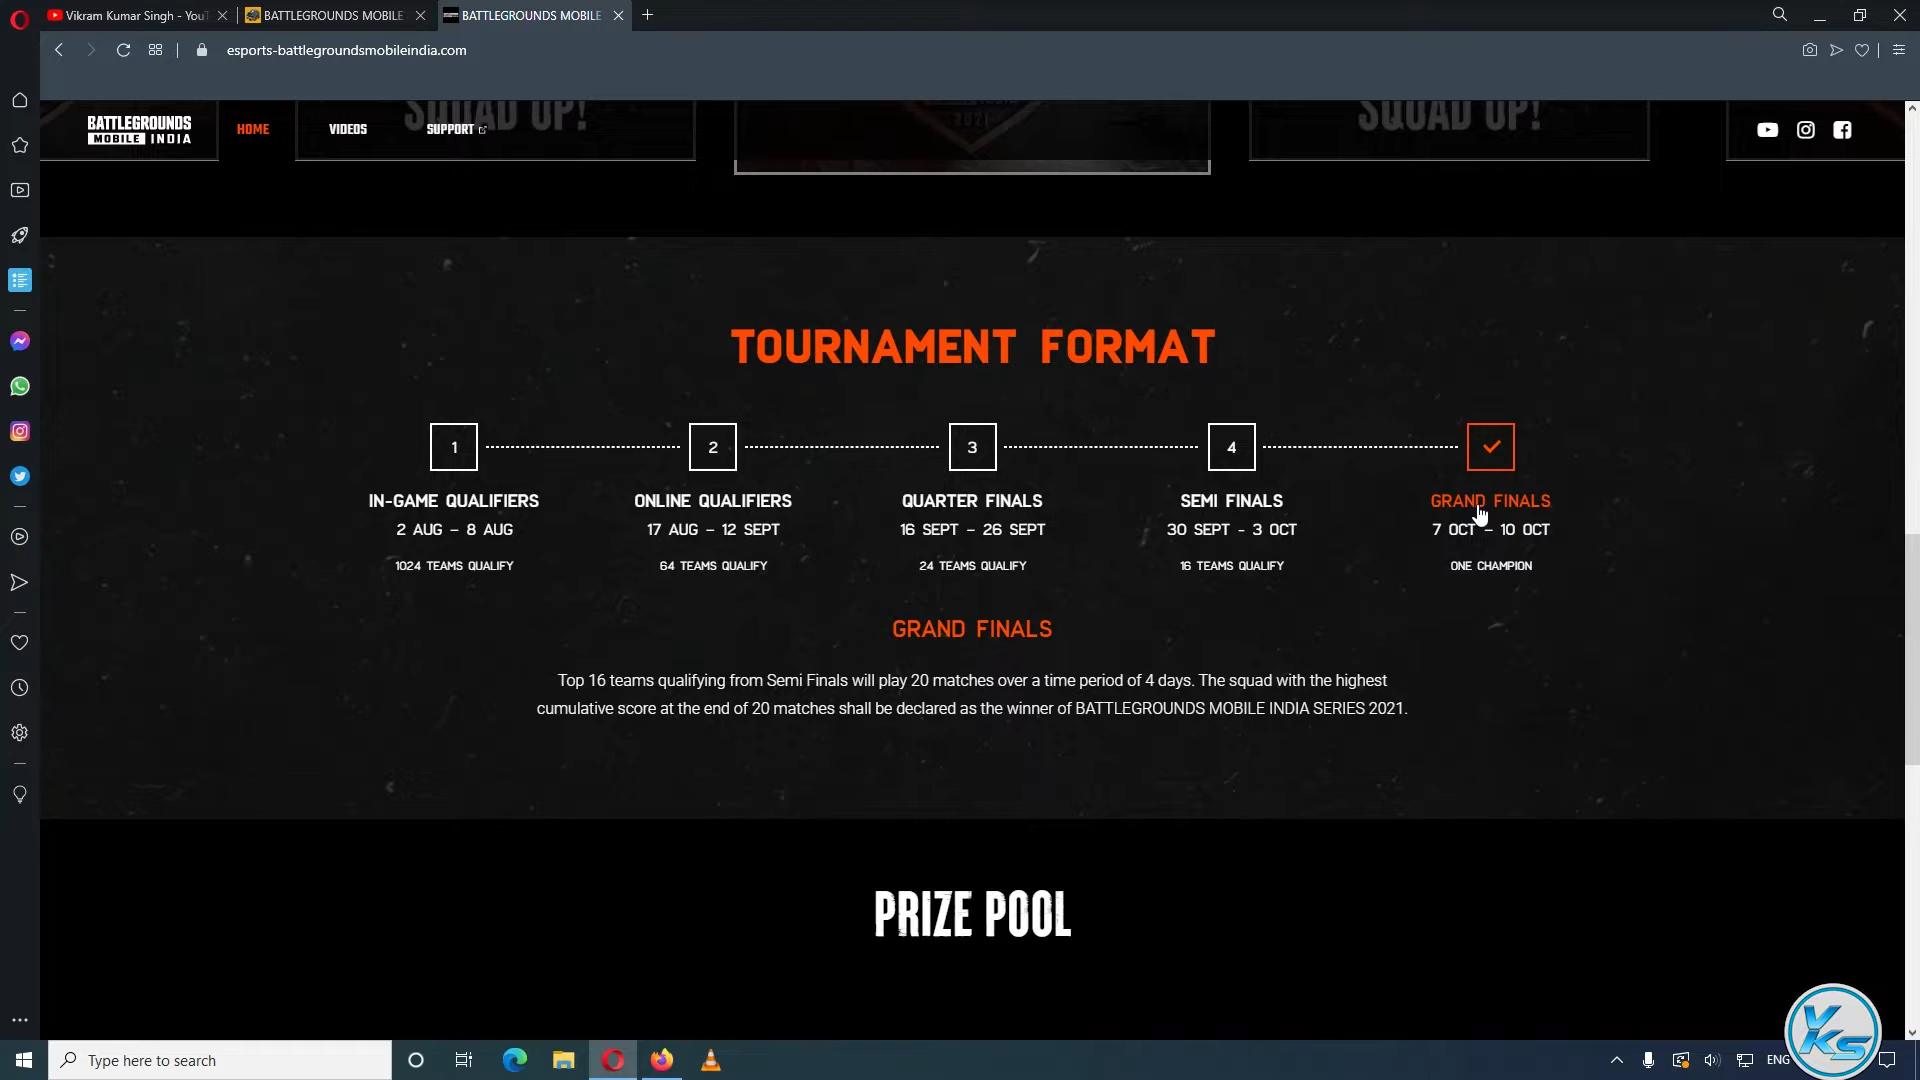 Vikram Kumar Singh - YouT
BATTLEGROUNDS MOBILE
BATTLEGROUNDS MOBILE
esports-battlegroundsmobileindia.com
SQUAD UP!
2021
SQUAD UP!
BATTLEGROUNDS
MOBILE INDIA
HOME
VIDEOS
SUPPORT
TOURNAMENT FORMAT
1
2
3
4
IN-GAME QUALIFIERS
ONLINE QUALIFIERS
QUARTER FINALS
SEMI FINALS
GRAND FINALS
2 AUG – 8 AUG
17 AUG – 12 SEPT
16 SEPT – 26 SEPT
30 SEPT - 3 OCT
7 OCT – 10 OCT
1024 TEAMS QUALIFY
64 TEAMS QUALIFY
24 TEAMS QUALIFY
16 TEAMS QUALIFY
ONE CHAMPION
GRAND FINALS
Top 16 teams qualifying from Semi Finals will play 20 matches over a time period of 4 days. The squad with the highest
cumulative score at the end of 20 matches shall be declared as the winner of BATTLEGROUNDS MOBILE INDIA SERIES 2021.
PRIZE POOL
Type here to search
ENG
VKS